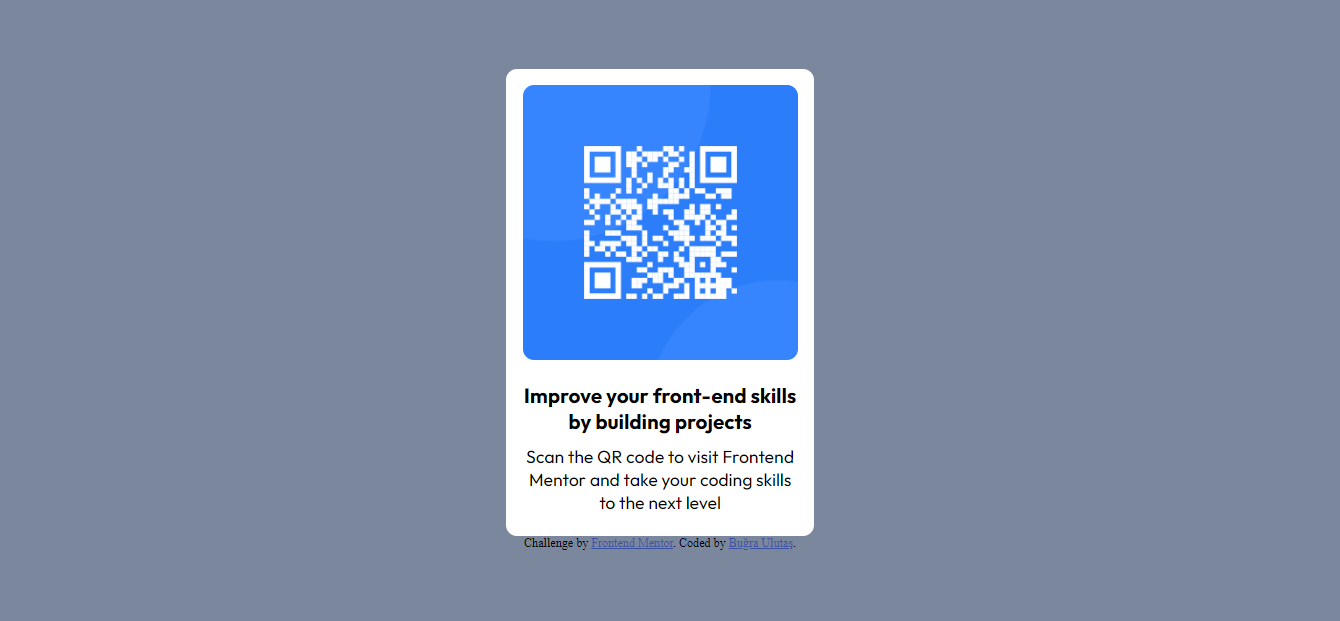 Improve your front-end skills
by building projects
Scan the QR code to visit Frontend
Mentor and take your coding skills
to the next level
Challenge by Frontend Mentor. Coded by Buğra Ulutaş.